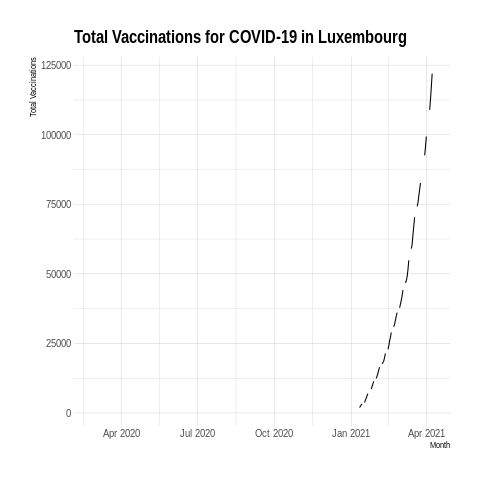 Total Vaccinations for COVID-19 in Luxembourg
Total Vaccinations
125000
100000
75000
50000
25000
0
Apr 2020 Jul 2020 Oct 2020 Jan 2021 Apr 2021
Month